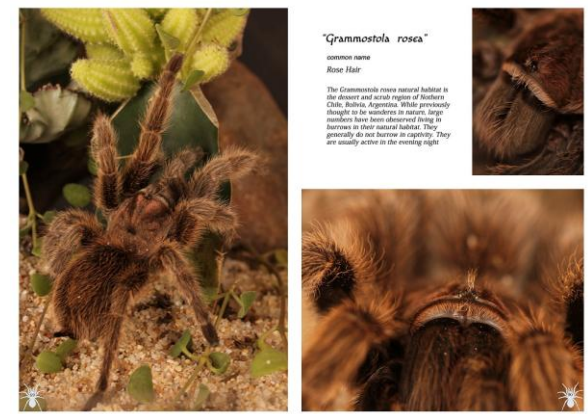 "Grammostola rosea"
common name
Rose Hair
The Grammostola rosea natural habitat is
the dessert and scrub region of Nothern
Chile, Bolivia, Argentina. While previously
thought to be wanderes in nature, large
numbers have been obeserved living in
burrows in their natural habitat. They
generally do not burrow in captivity. They
are usually active in the evening night